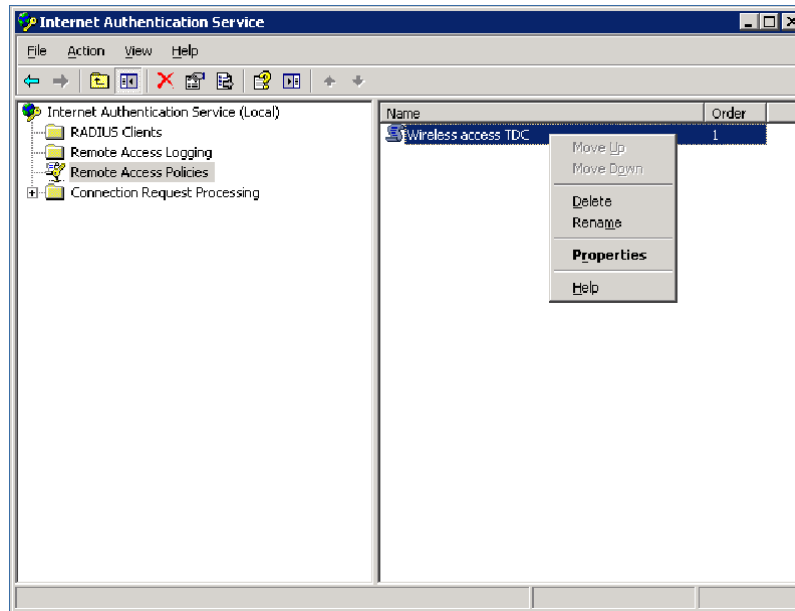 Internet Authentication Service
File Action View Help
Internet Authentication Service (Local)
RADIUS Clients
Remote Access Logging
Remote Access Policies
Connection Request Processing
Name Order
Wireless access TDC 1
Move Up
Move Down
Delete
Rename
Properties
Help